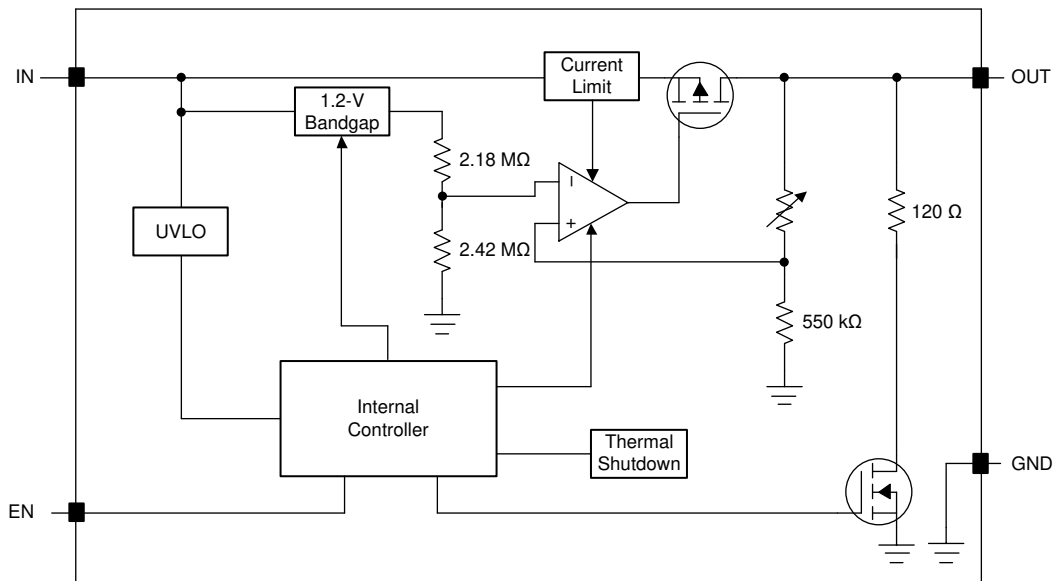 IN
Current
Limit
OUT
1.2-V
Bandgap
2.18 MΩ
UVLO
–
+
2.42 MΩ
120 Ω
550 kΩ
Internal
Controller
Thermal
Shutdown
GND
EN